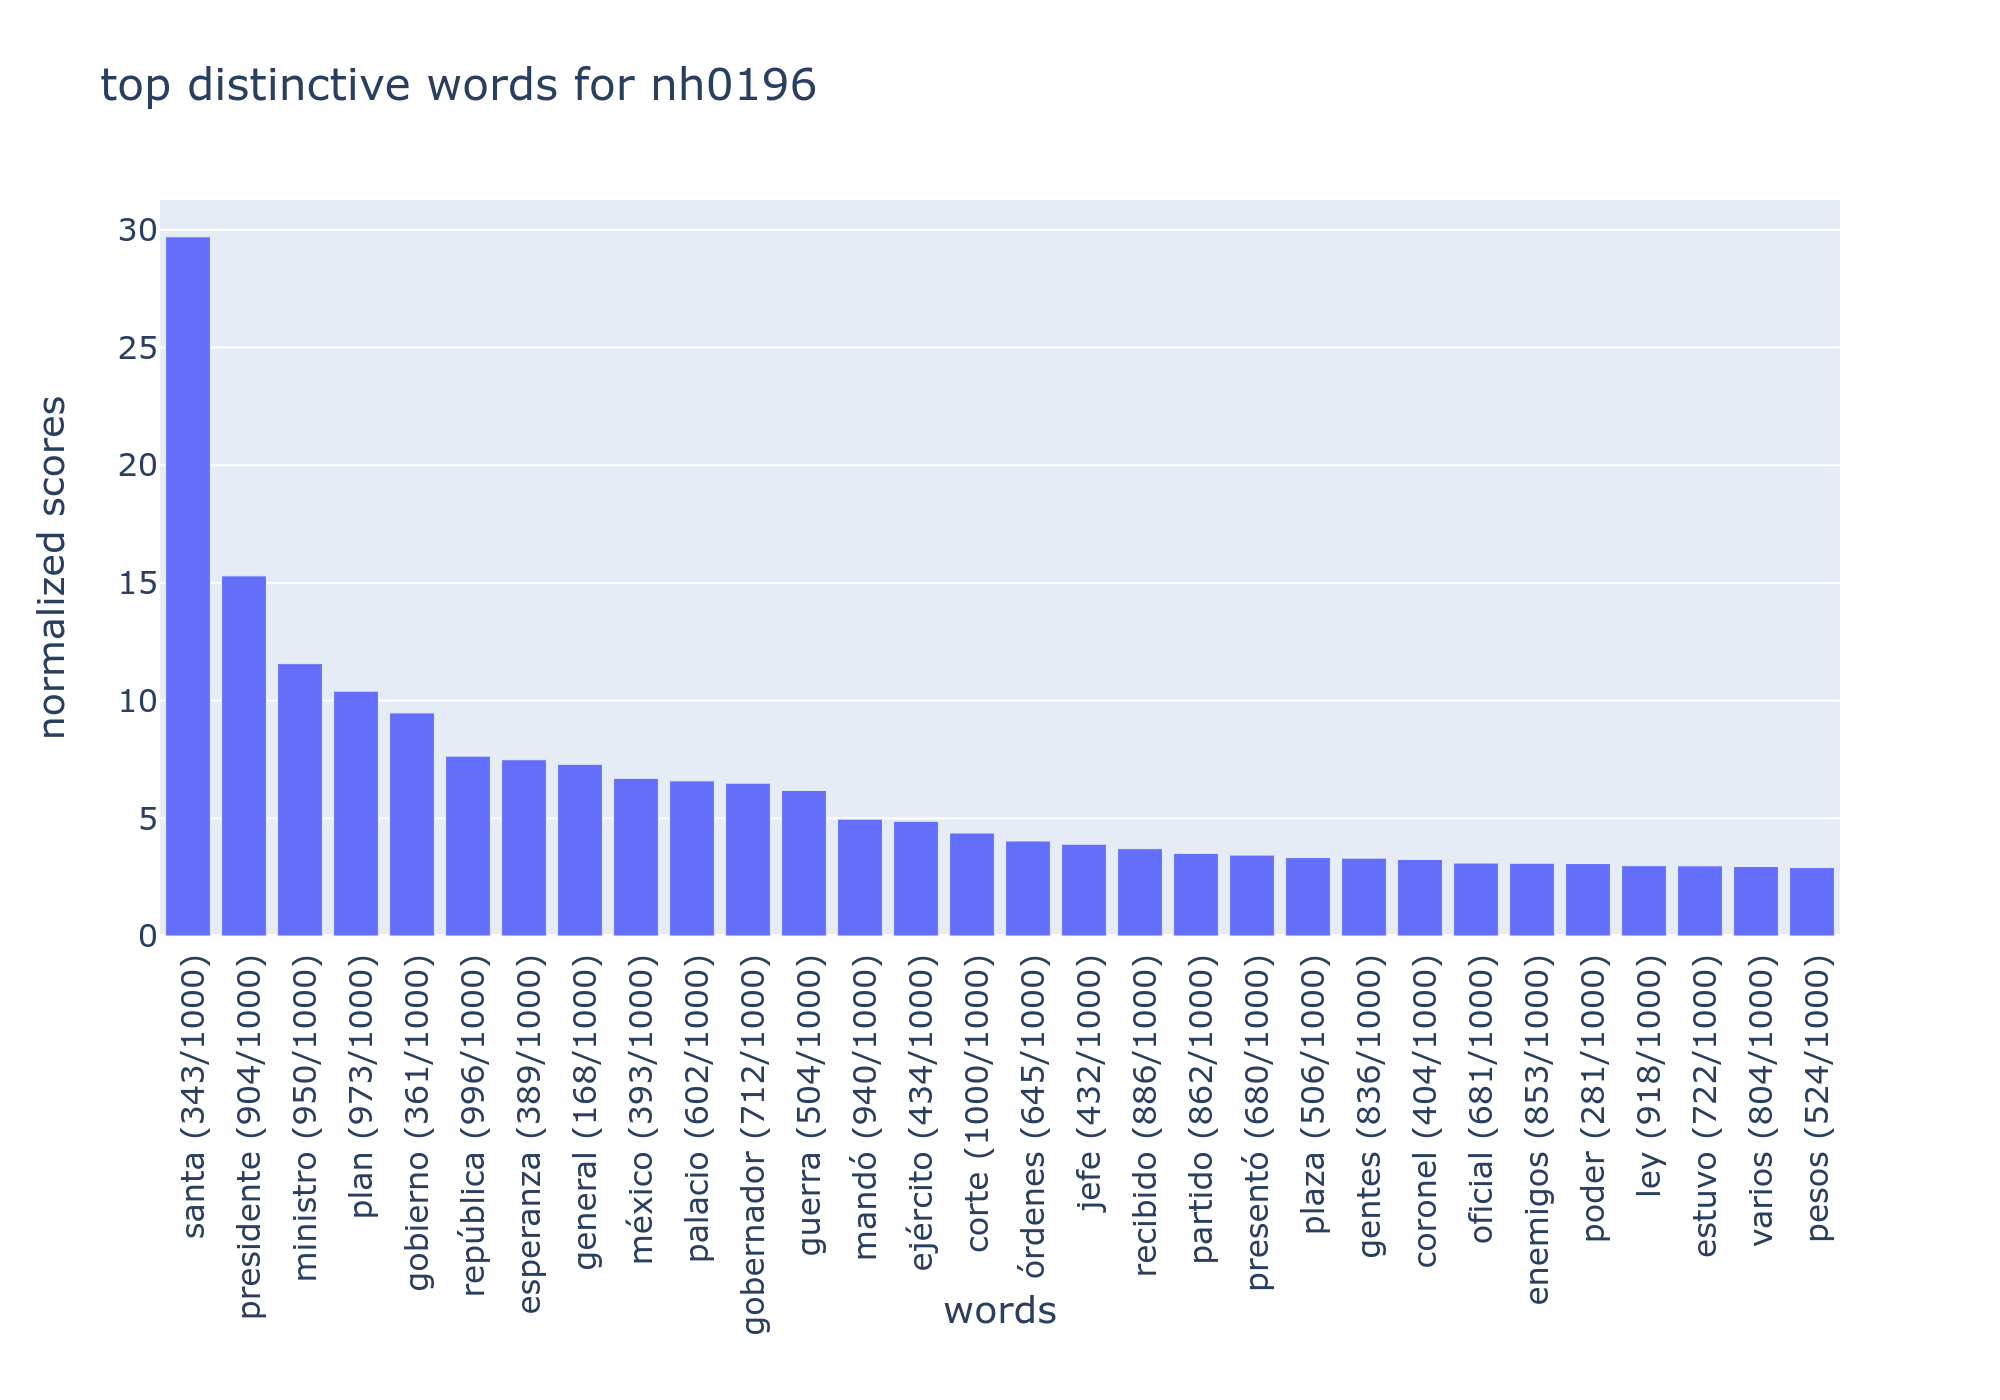 top distinctive words for nh0196
normalized scores
30
25
20
15
10
5
0
santa (343/1000)
presidente (904/1000)
ministro (950/1000)
plan (973/1000)
gobierno (361/1000)
república (996/1000)
esperanza (389/1000)
general (168/1000)
méxico (393/1000)
palacio (602/1000)
gobernador (712/1000)
guerra (504/1000)
mandó (940/1000)
ejército (434/1000)
corte (1000/1000)
órdenes (645/1000)
jefe (432/1000)
recibido (886/1000)
partido (862/1000)
presentó (680/1000)
plaza (506/1000)
gentes (836/1000)
coronel (404/1000)
oficial (681/1000)
enemigos (853/1000)
poder (281/1000)
ley (918/1000)
estuvo (722/1000)
varios (804/1000)
pesos (524/1000)
words